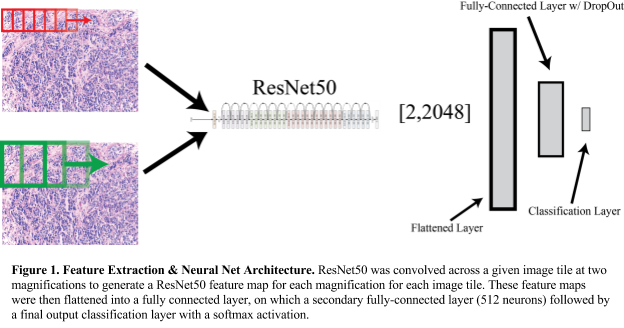 Fully-Connected Layer w/ DropOut
ResNet50
[2,2048]
Flattened Layer
Classification Layer
Figure 1. Feature Extraction & Neural Net Architecture. ResNet50 was convolved across a given image tile at two
magnifications to generate a ResNet50 feature map for each magnification for each image tile. These feature maps
were then flattened into a fully connected layer, on which a secondary fully-connected layer (512 neurons) followed by
a final output classification layer with a softmax activation.